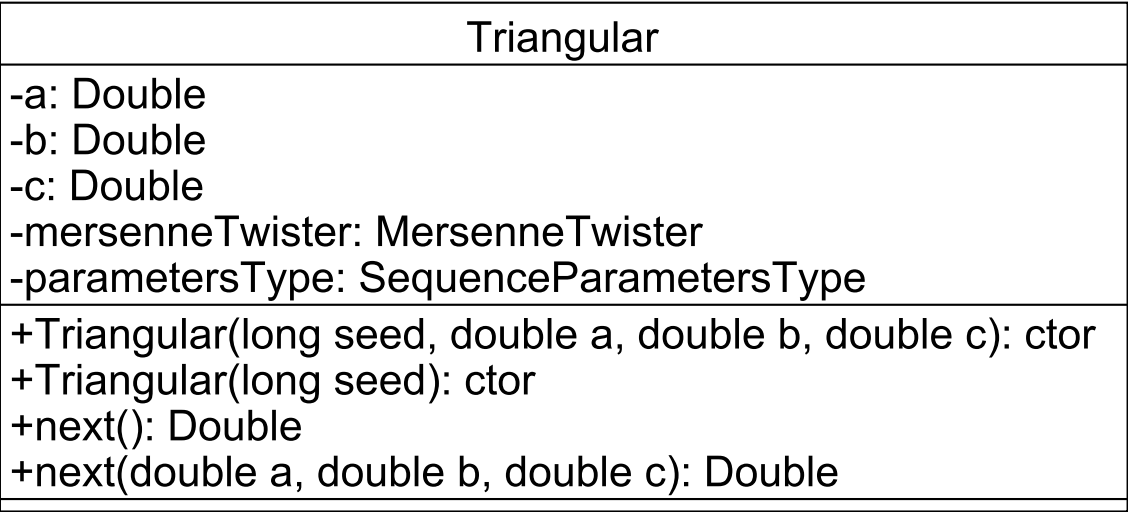 Triangular
-a: Double
-b: Double
-c: Double
-mersenneTwister: MersenneTwister
-parametersType: SequenceParametersType
+Triangular(long seed, double a, double b, double c): ctor
+Triangular(long seed): ctor
+next(): Double
+next(double a, double b, double c): Double